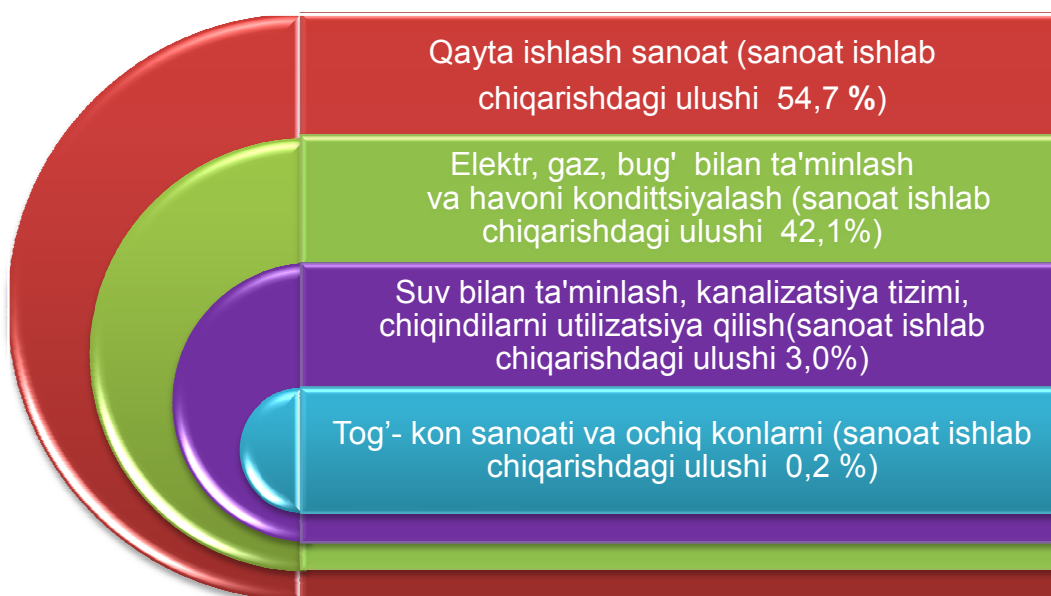 Qayta ishlash sanoat (sanoat ishlab
chiqarishdagi ulushi 54,7 %)
Elektr, gaz, bug' bilan ta'minlash
va havoni kondittsiyalash (sanoat ishlab
chiqarishdagi ulushi 42,1%)
Suv bilan ta'minlash, kanalizatsiya tizimi,
chiqindilarni utilizatsiya qilish(sanoat ishlab
chiqarishdagi ulushi 3,0%)
Tog’- kon sanoati va ochiq konlarni (sanoat ishlab
chiqarishdagi ulushi 0,2 %)